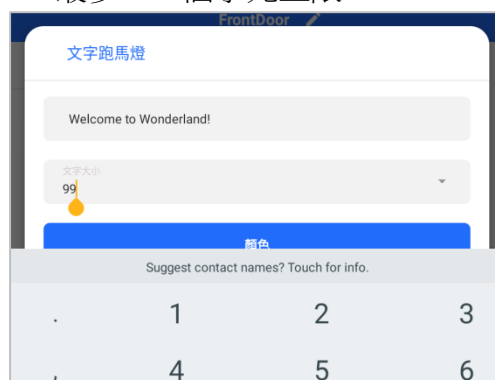 FrontDoor
文字跑馬燈
Welcome to Wonderland!
文字大小
99
顏色
Suggest contact names? Touch for info.
. 1 2 3
, 4 5 6